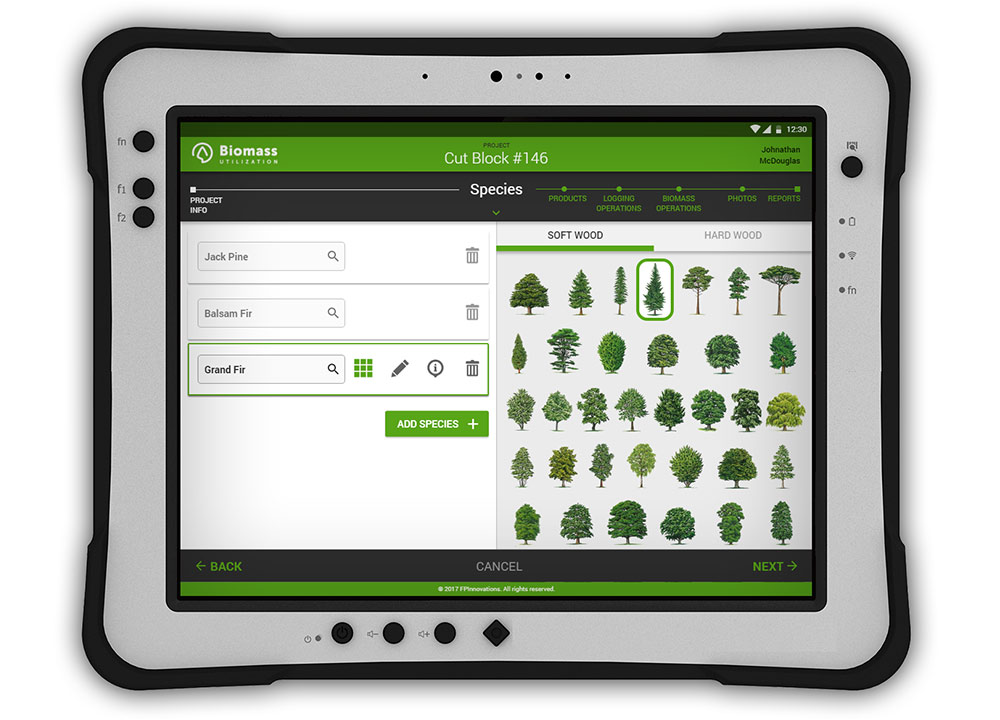 12:30
Biomass
UTILIZATION
PROJECT
Cut Block #146
Johnathan
McDouglas
PROJECT
INFO
Species
PRODUCTS
LOGGING
OPERATIONS
BIOMASS
OPERATIONS
PHOTOS
REPORTS
SOFT WOOD
HARD WOOD
Jack Pine
Balsam Fir
Grand Fir
ADD SPECIES +
← BACK
CANCEL
NEXT →
© 2017 FPInnovations. All rights reserved.
fn
f1
f2
fn